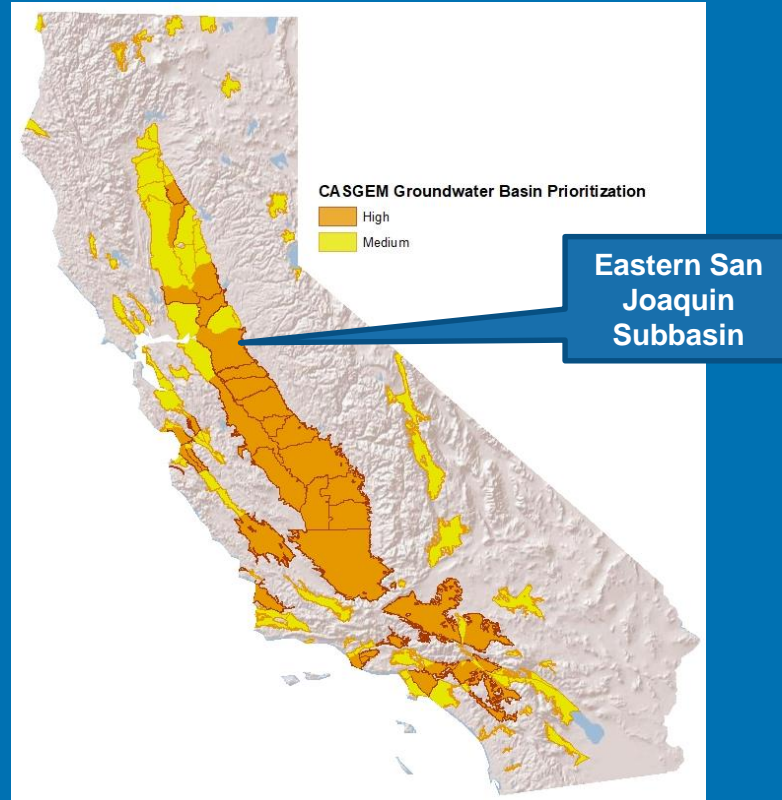 CASGEM Groundwater Basin Prioritization
High
Medium
Eastern San
Joaquin
Subbasin